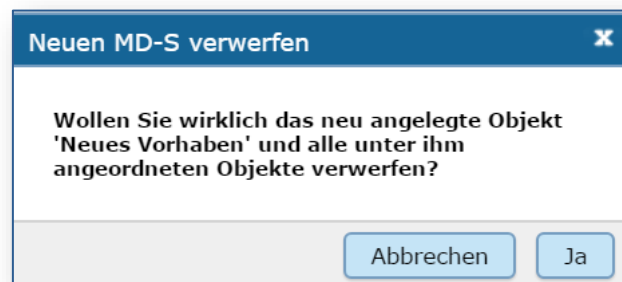 Neuen MD-S verwerfen
Wollen Sie wirklich das neu angelegte Objekt
'Neues Vorhaben' und alle unter ihm
angeordneten Objekte verwerfen?
Abbrechen Ja